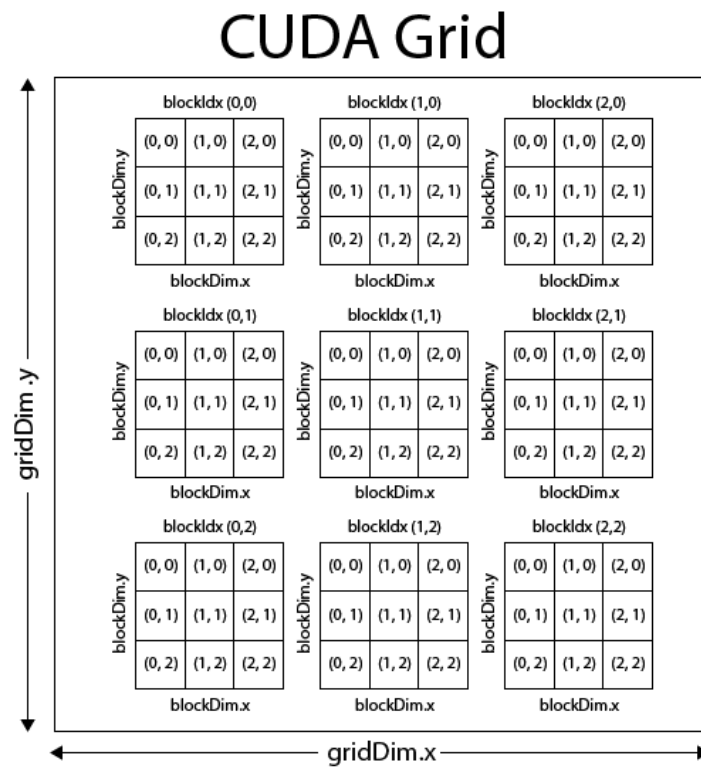 CUDA Grid
blockIdx (0,0) blockIdx (1,0) blockIdx (2,0)
blockDim.y (0, 0) (1, 0) (2, 0) blockDim.y (0, 0) (1, 0) (2, 0) blockDim.y (0, 0) (1, 0) (2, 0)
(0, 1) (1, 1) (2, 1) (0, 1) (1, 1) (2, 1) (0, 1) (1, 1) (2, 1)
(0, 2) (1, 2) (2, 2) (0, 2) (1, 2) (2, 2) (0, 2) (1, 2) (2, 2)
blockDim.x blockDim.x blockDim.x
blockIdx (0,1) blockIdx (1,1) blockIdx (2,1)
blockDim.y (0, 0) (1, 0) (2, 0) blockDim.y (0, 0) (1, 0) (2, 0) blockDim.y (0, 0) (1, 0) (2, 0)
(0, 1) (1, 1) (2, 1) (0, 1) (1, 1) (2, 1) (0, 1) (1, 1) (2, 1)
(0, 2) (1, 2) (2, 2) (0, 2) (1, 2) (2, 2) (0, 2) (1, 2) (2, 2)
blockDim.x blockDim.x blockDim.x
gridDim .y
blockIdx (0,2) blockIdx (1,2) blockIdx (2,2)
blockDim.y (0, 0) (1, 0) (2, 0) blockDim.y (0, 0) (1, 0) (2, 0) blockDim.y (0, 0) (1, 0) (2, 0)
(0, 1) (1, 1) (2, 1) (0, 1) (1, 1) (2, 1) (0, 1) (1, 1) (2, 1)
(0, 2) (1, 2) (2, 2) (0, 2) (1, 2) (2, 2) (0, 2) (1, 2) (2, 2)
blockDim.x blockDim.x blockDim.x
gridDim.x